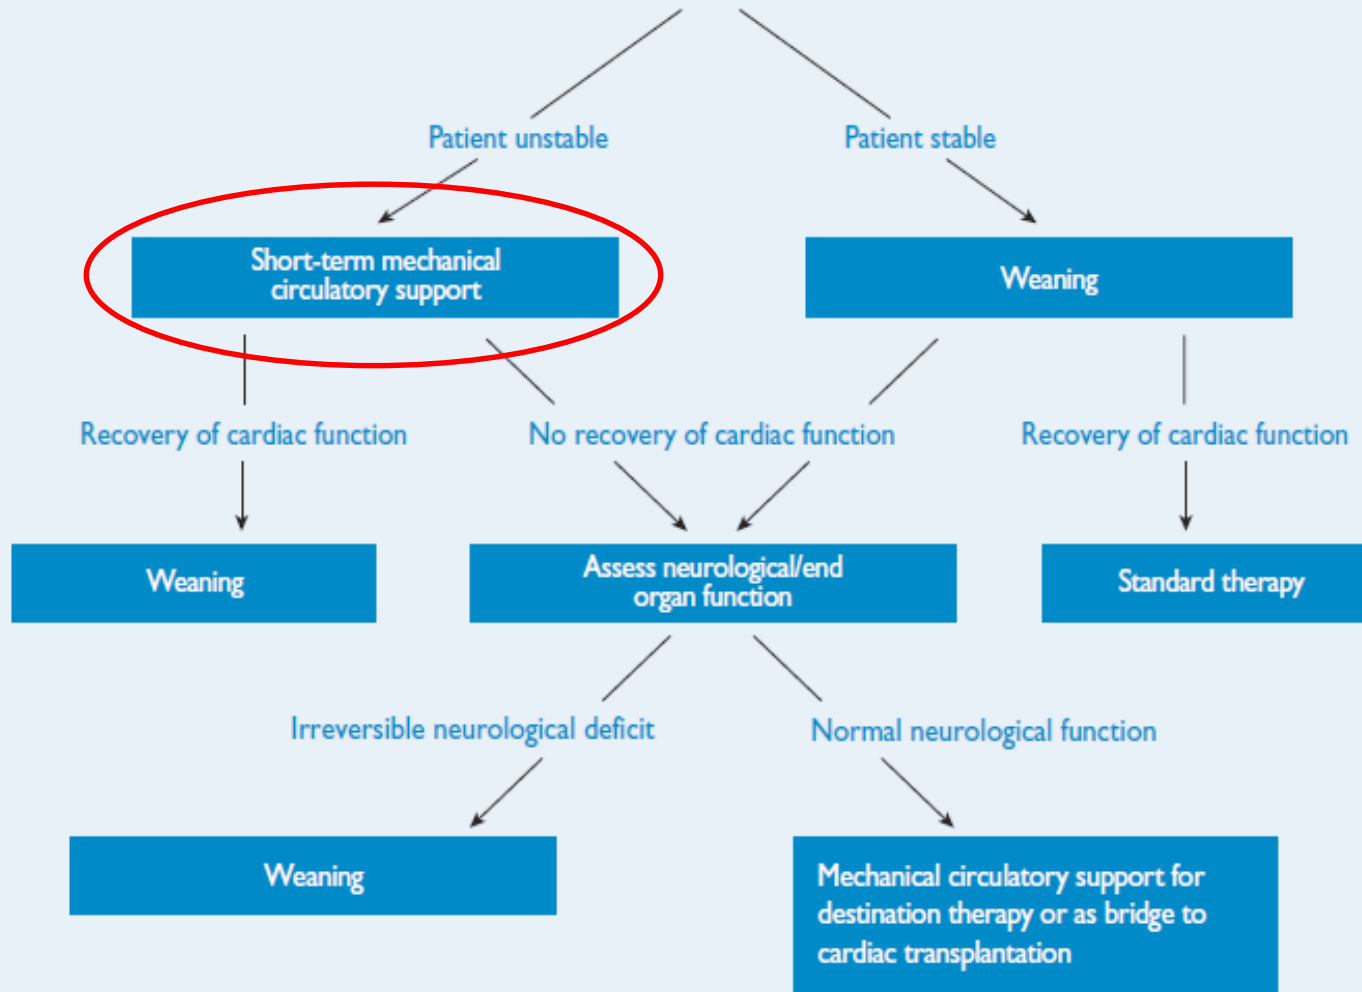 Patient unstable
Patient stable
Short-term mechanical
circulatory support
Weaning
Recovery of cardiac function
No recovery of cardiac function
Recovery of cardiac function
Weaning
Assess neurological/end
organ function
Standard therapy
Irreversible neurological deficit
Normal neurological function
Weaning
Mechanical circulatory support for
destination therapy or as bridge to
cardiac transplantation